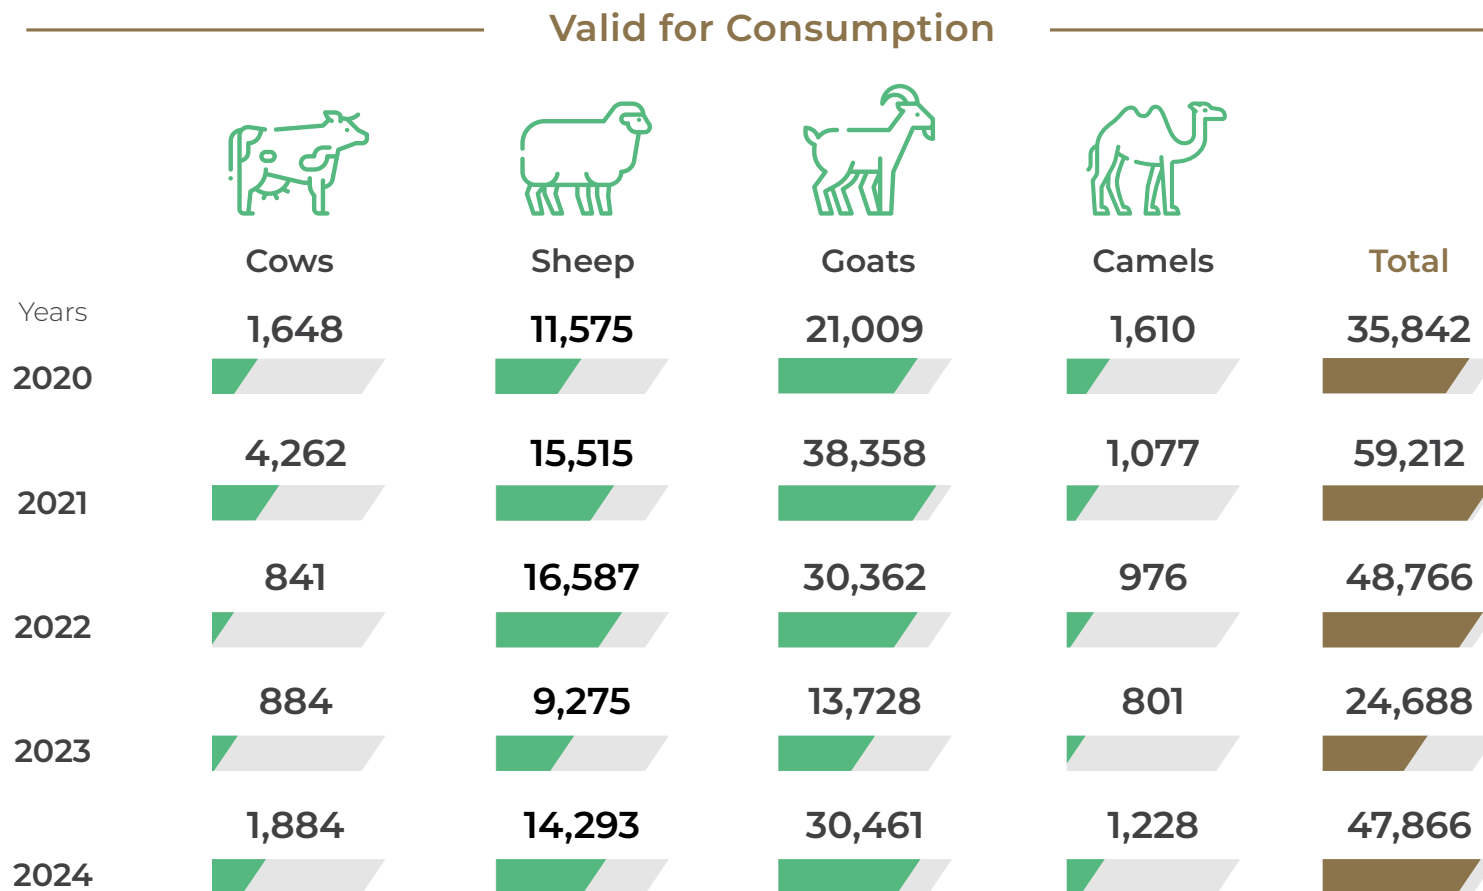 Valid for Consumption
Cows Sheep Goats Camels Total
Years
1,648 11,575 21,009 1,610 35,842
2020
4,262 15,515 38,358 1,077 59,212
2021
841 16,587 30,362 976 48,766
2022
884 9,275 13,728 801 24,688
2023
1,884 14,293 30,461 1,228 47,866
2024